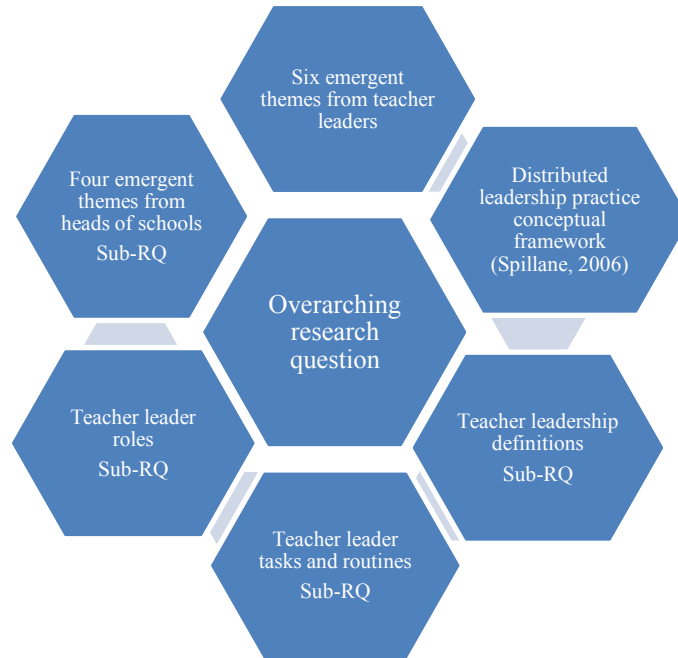 Six emergent
themes from teacher
leaders
Four emergent
themes from
heads of schools
Sub-RQ
Distributed
leadership practice
conceptual
framework
(Spillane, 2006)
Overarching
research
question
Teacher leader
roles
Sub-RQ
Teacher leadership
definitions
Sub-RQ
Teacher leader
tasks and routines
Sub-RQ